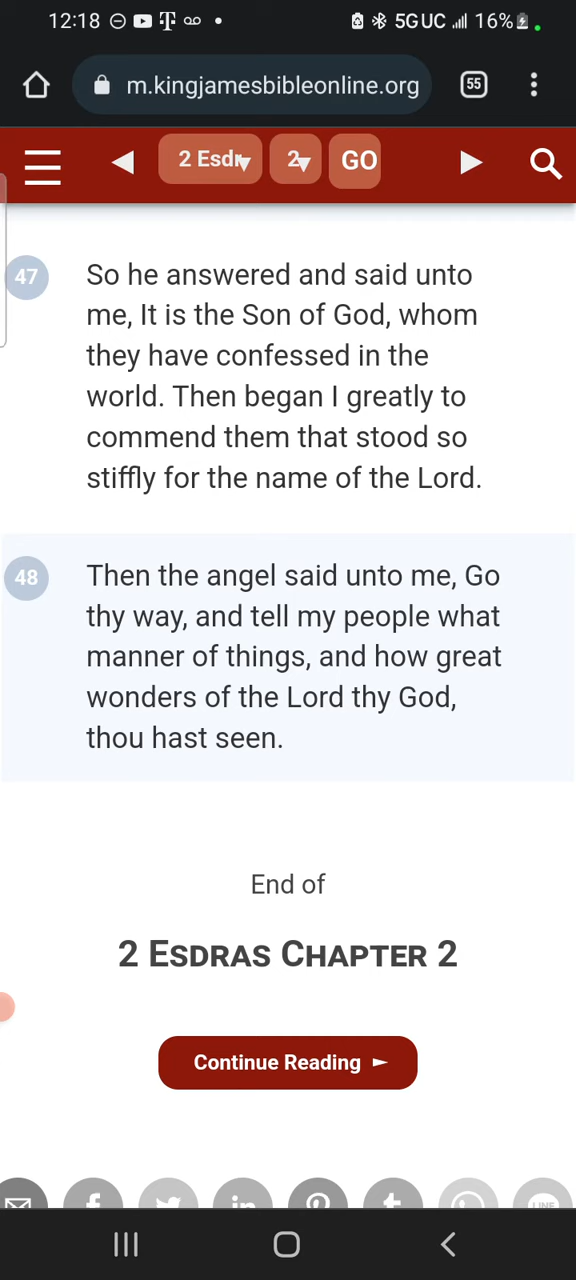 12:18
5G UC 16%
m.kingjamesbibleonline.org 55
2 Esdr 2 GO
47 So he answered and said unto
me, It is the Son of God, whom
they have confessed in the
world. Then began I greatly to
commend them that stood so
stiffly for the name of the Lord.
48 Then the angel said unto me, Go
thy way, and tell my people what
manner of things, and how great
wonders of the Lord thy God,
thou hast seen.
End of
2 Esdras Chapter 2
Continue Reading
LINE